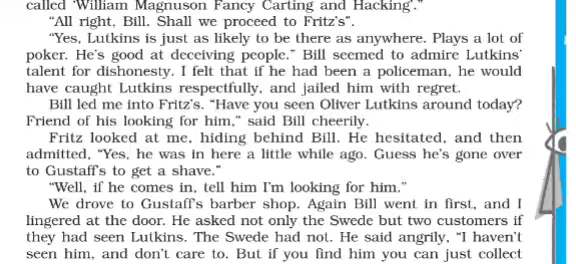 called ‘William Magnuson Fancy Carting and Hacking’.”
“All right, Bill. Shall we proceed to Fritz’s”.
“Yes, Lutkins is just as likely to be there as anywhere. Plays a lot of
poker. He’s good at deceiving people.” Bill seemed to admire Lutkins’
talent for dishonesty. I felt that if he had been a policeman, he would
have caught Lutkins respectfully, and jailed him with regret.
Bill led me into Fritz’s. “Have you seen Oliver Lutkins around today?
Friend of his looking for him,” said Bill cheerily.
Fritz looked at me, hiding behind Bill. He hesitated, and then
admitted, “Yes, he was in here a little while ago. Guess he’s gone over
to Gustaff’s to get a shave.”
“Well, if he comes in, tell him I’m looking for him.”
We drove to Gustaff’s barber shop. Again Bill went in first, and I
lingered at the door. He asked not only the Swede but two customers if
they had seen Lutkins. The Swede had not. He said angrily, “I haven’t
seen him, and don’t care to. But if you find him you can just collect